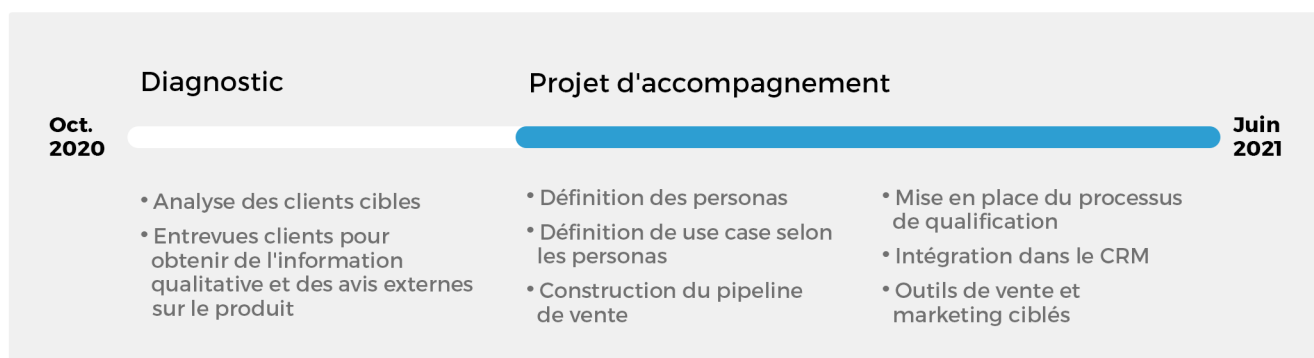 Diagnostic
Projet d'accompagnement
Oct.
2020
Juin
2021
• Analyse des clients cibles
• Entrevues clients pour
obtenir de l'information
qualitative et des avis externes
sur le produit
• Définition des personas
• Définition de use case selon
les personas
• Construction du pipeline
de vente
• Mise en place du processus
de qualification
• Intégration dans le CRM
• Outils de vente et
marketing ciblés